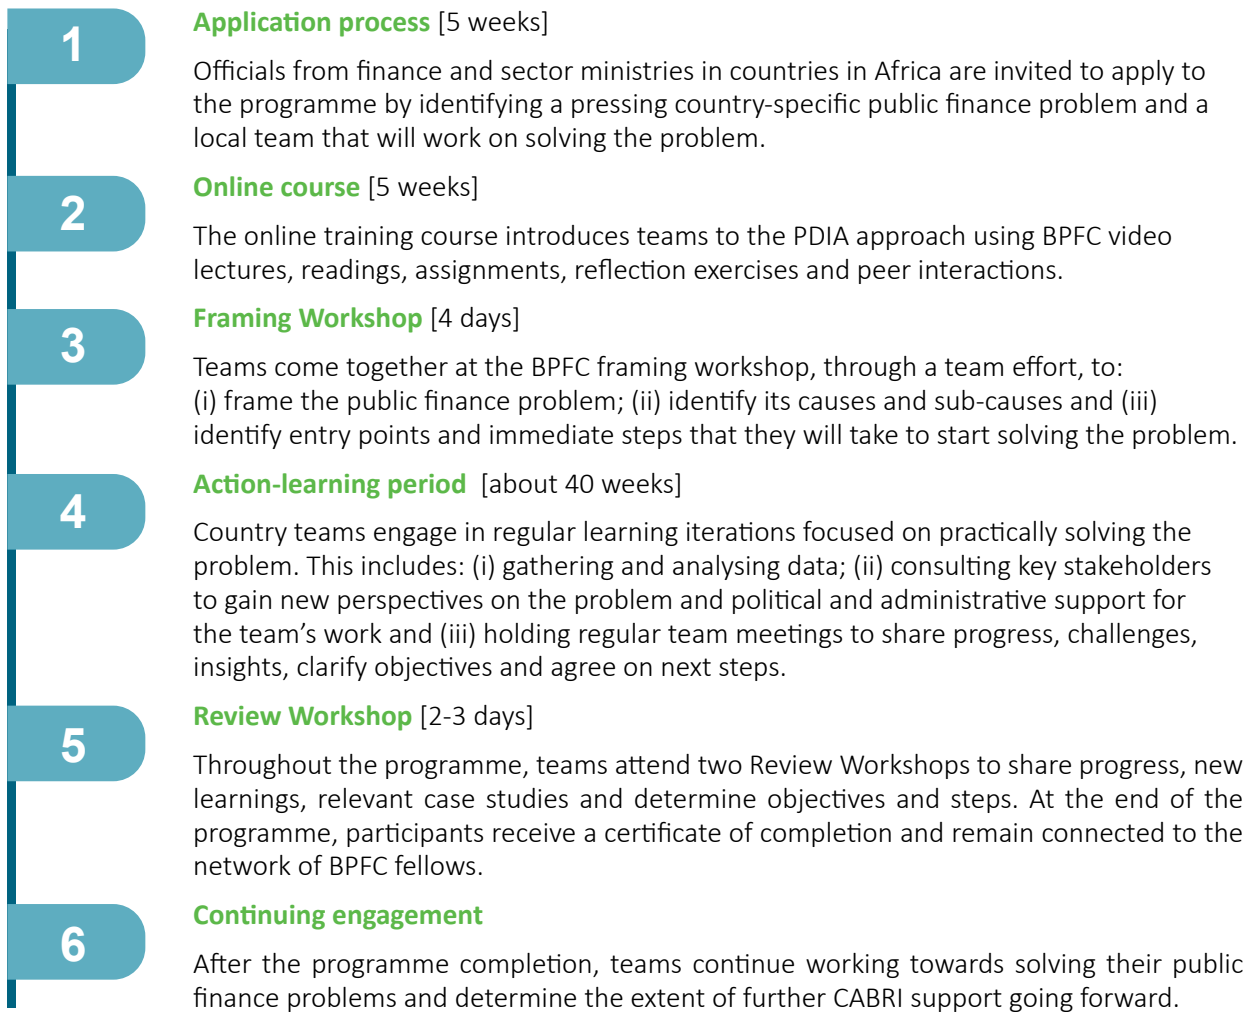 1
Application process [5 weeks]
Officials from finance and sector ministries in countries in Africa are invited to apply to
the programme by identifying a pressing country-specific public finance problem and a
local team that will work on solving the problem.
2
Online course [5 weeks]
The online training course introduces teams to the PDIA approach using BPFC video
lectures, readings, assignments, reflection exercises and peer interactions.
3
Framing Workshop [4 days]
Teams come together at the BPFC framing workshop, through a team effort, to:
(i) frame the public finance problem; (ii) identify its causes and sub-causes and (iii)
identify entry points and immediate steps that they will take to start solving the problem.
4
Action-learning period [about 40 weeks]
Country teams engage in regular learning iterations focused on practically solving the
problem. This includes: (i) gathering and analysing data; (ii) consulting key stakeholders
to gain new perspectives on the problem and political and administrative support for
the team's work and (iii) holding regular team meetings to share progress, challenges,
insights, clarify objectives and agree on next steps.
5
Review Workshop [2-3 days]
Throughout the programme, teams attend two Review Workshops to share progress, new
learnings, relevant case studies and determine objectives and steps. At the end of the
programme, participants receive a certificate of completion and remain connected to the
network of BPFC fellows.
6
Continuing engagement
After the programme completion, teams continue working towards solving their public
finance problems and determine the extent of further CABRI support going forward.